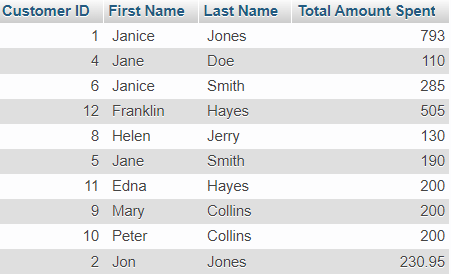 Customer ID First Name Last Name Total Amount Spent
1 Janice Jones 793
4 Jane Doe 110
6 Janice Smith 285
12 Franklin Hayes 505
8 Helen Jerry 130
5 Jane Smith 190
11 Edna Hayes 200
9 Mary Collins 200
10 Peter Collins 200
2 Jon Jones 230.95